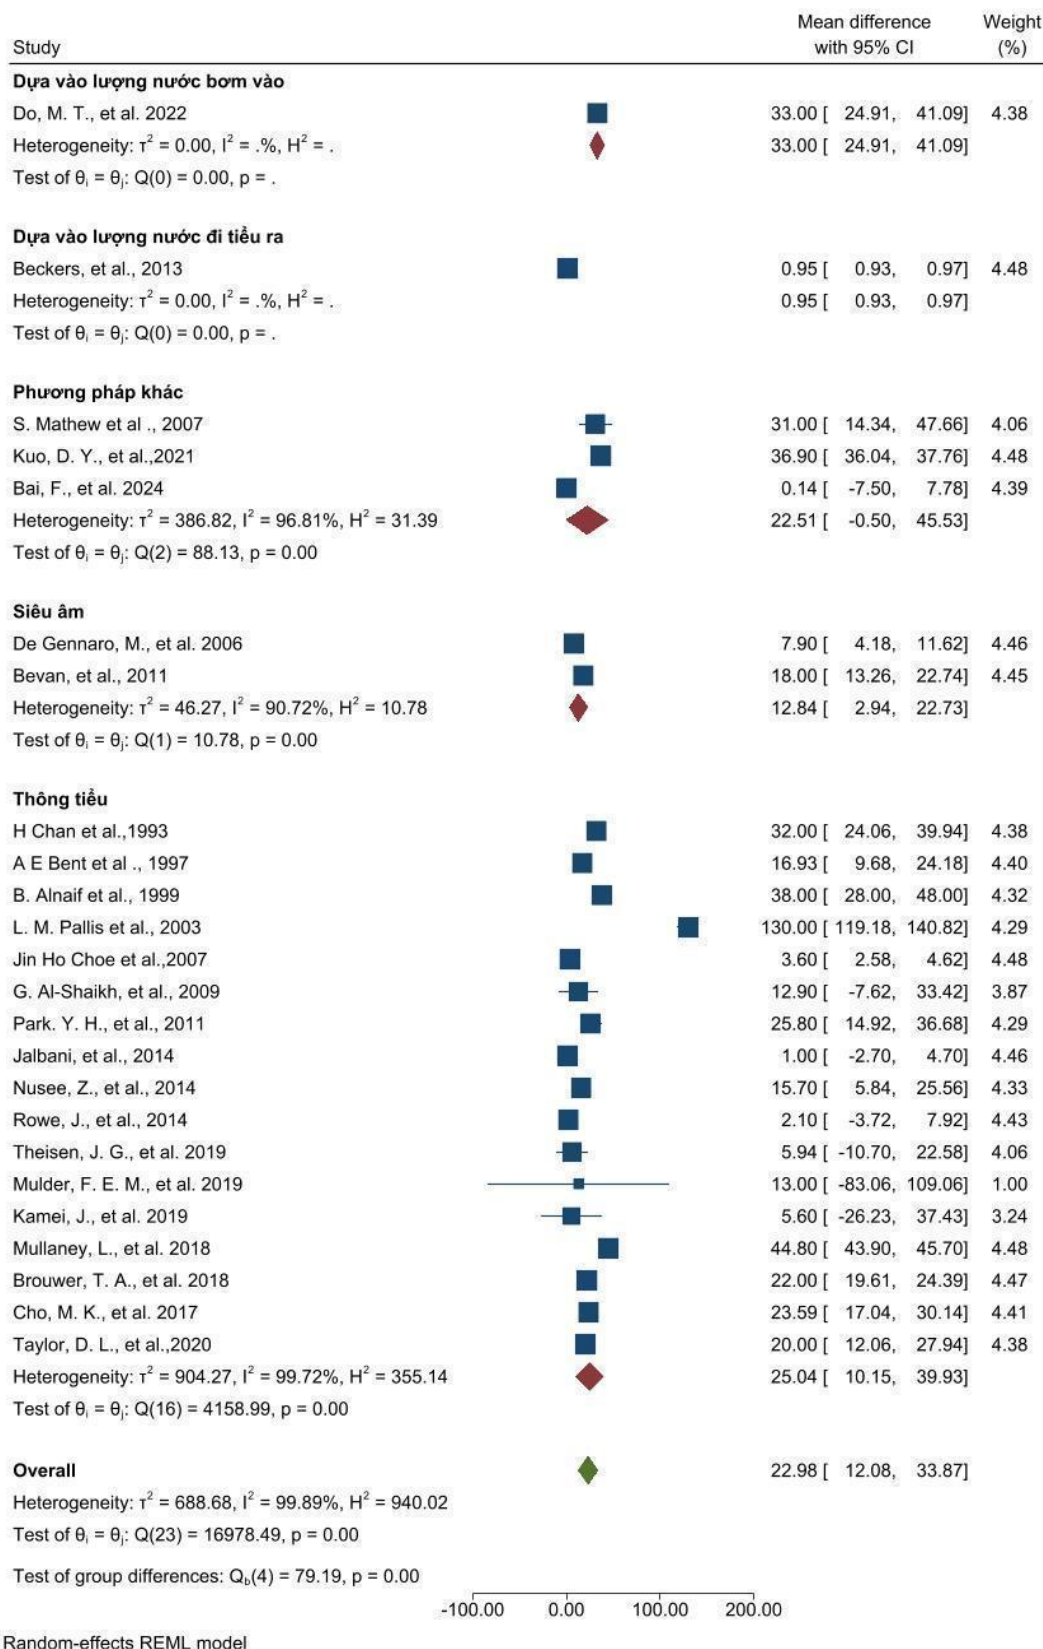 Mean difference Weight
Study with 95% CI (%)
Dựa vào lượng nước bơm vào
Do, M. T., et al. 2022 33.00 [ 24.91, 41.09] 4.38
Heterogeneity: τ² = 0.00, I² = .%, H² = . 33.00 [ 24.91, 41.09]
Test of θᵢ = θⱼ: Q(0) = 0.00, p = .
Dựa vào lượng nước đi tiểu ra
Beckers, et al., 2013 0.95 [ 0.93, 0.97] 4.48
Heterogeneity: τ² = 0.00, I² = .%, H² = . 0.95 [ 0.93, 0.97]
Test of θᵢ = θⱼ: Q(0) = 0.00, p = .
Phương pháp khác
S. Mathew et al ., 2007 31.00 [ 14.34, 47.66] 4.06
Kuo, D. Y., et al.,2021 36.90 [ 36.04, 37.76] 4.48
Bai, F., et al. 2024 0.14 [ -7.50, 7.78] 4.39
Heterogeneity: τ² = 386.82, I² = 96.81%, H² = 31.39 22.51 [ -0.50, 45.53]
Test of θᵢ = θⱼ: Q(2) = 88.13, p = 0.00
Siêu âm
De Gennaro, M., et al. 2006 7.90 [ 4.18, 11.62] 4.46
Bevan, et al., 2011 18.00 [ 13.26, 22.74] 4.45
Heterogeneity: τ² = 46.27, I² = 90.72%, H² = 10.78 12.84 [ 2.94, 22.73]
Test of θᵢ = θⱼ: Q(1) = 10.78, p = 0.00
Thông tiểu
H Chan et al.,1993 32.00 [ 24.06, 39.94] 4.38
A E Bent et al ., 1997 16.93 [ 9.68, 24.18] 4.40
B. Alnaif et al., 1999 38.00 [ 28.00, 48.00] 4.32
L. M. Pallis et al., 2003 130.00 [ 119.18, 140.82] 4.29
Jin Ho Choe et al.,2007 3.60 [ 2.58, 4.62] 4.48
G. Al-Shaikh, et al., 2009 12.90 [ -7.62, 33.42] 3.87
Park. Y. H., et al., 2011 25.80 [ 14.92, 36.68] 4.29
Jalbani, et al., 2014 1.00 [ -2.70, 4.70] 4.46
Nusee, Z., et al., 2014 15.70 [ 5.84, 25.56] 4.33
Rowe, J., et al., 2014 2.10 [ -3.72, 7.92] 4.43
Theisen, J. G., et al. 2019 5.94 [ -10.70, 22.58] 4.06
Mulder, F. E. M., et al. 2019 13.00 [ -83.06, 109.06] 1.00
Kamei, J., et al. 2019 5.60 [ -26.23, 37.43] 3.24
Mullaney, L., et al. 2018 44.80 [ 43.90, 45.70] 4.48
Brouwer, T. A., et al. 2018 22.00 [ 19.61, 24.39] 4.47
Cho, M. K., et al. 2017 23.59 [ 17.04, 30.14] 4.41
Taylor, D. L., et al.,2020 20.00 [ 12.06, 27.94] 4.38
Heterogeneity: τ² = 904.27, I² = 99.72%, H² = 355.14 25.04 [ 10.15, 39.93]
Test of θᵢ = θⱼ: Q(16) = 4158.99, p = 0.00
Overall 22.98 [ 12.08, 33.87]
Heterogeneity: τ² = 688.68, I² = 99.89%, H² = 940.02
Test of θᵢ = θⱼ: Q(23) = 16978.49, p = 0.00
Test of group differences: Q_b(4) = 79.19, p = 0.00
-100.00 0.00 100.00 200.00
Random-effects REML model